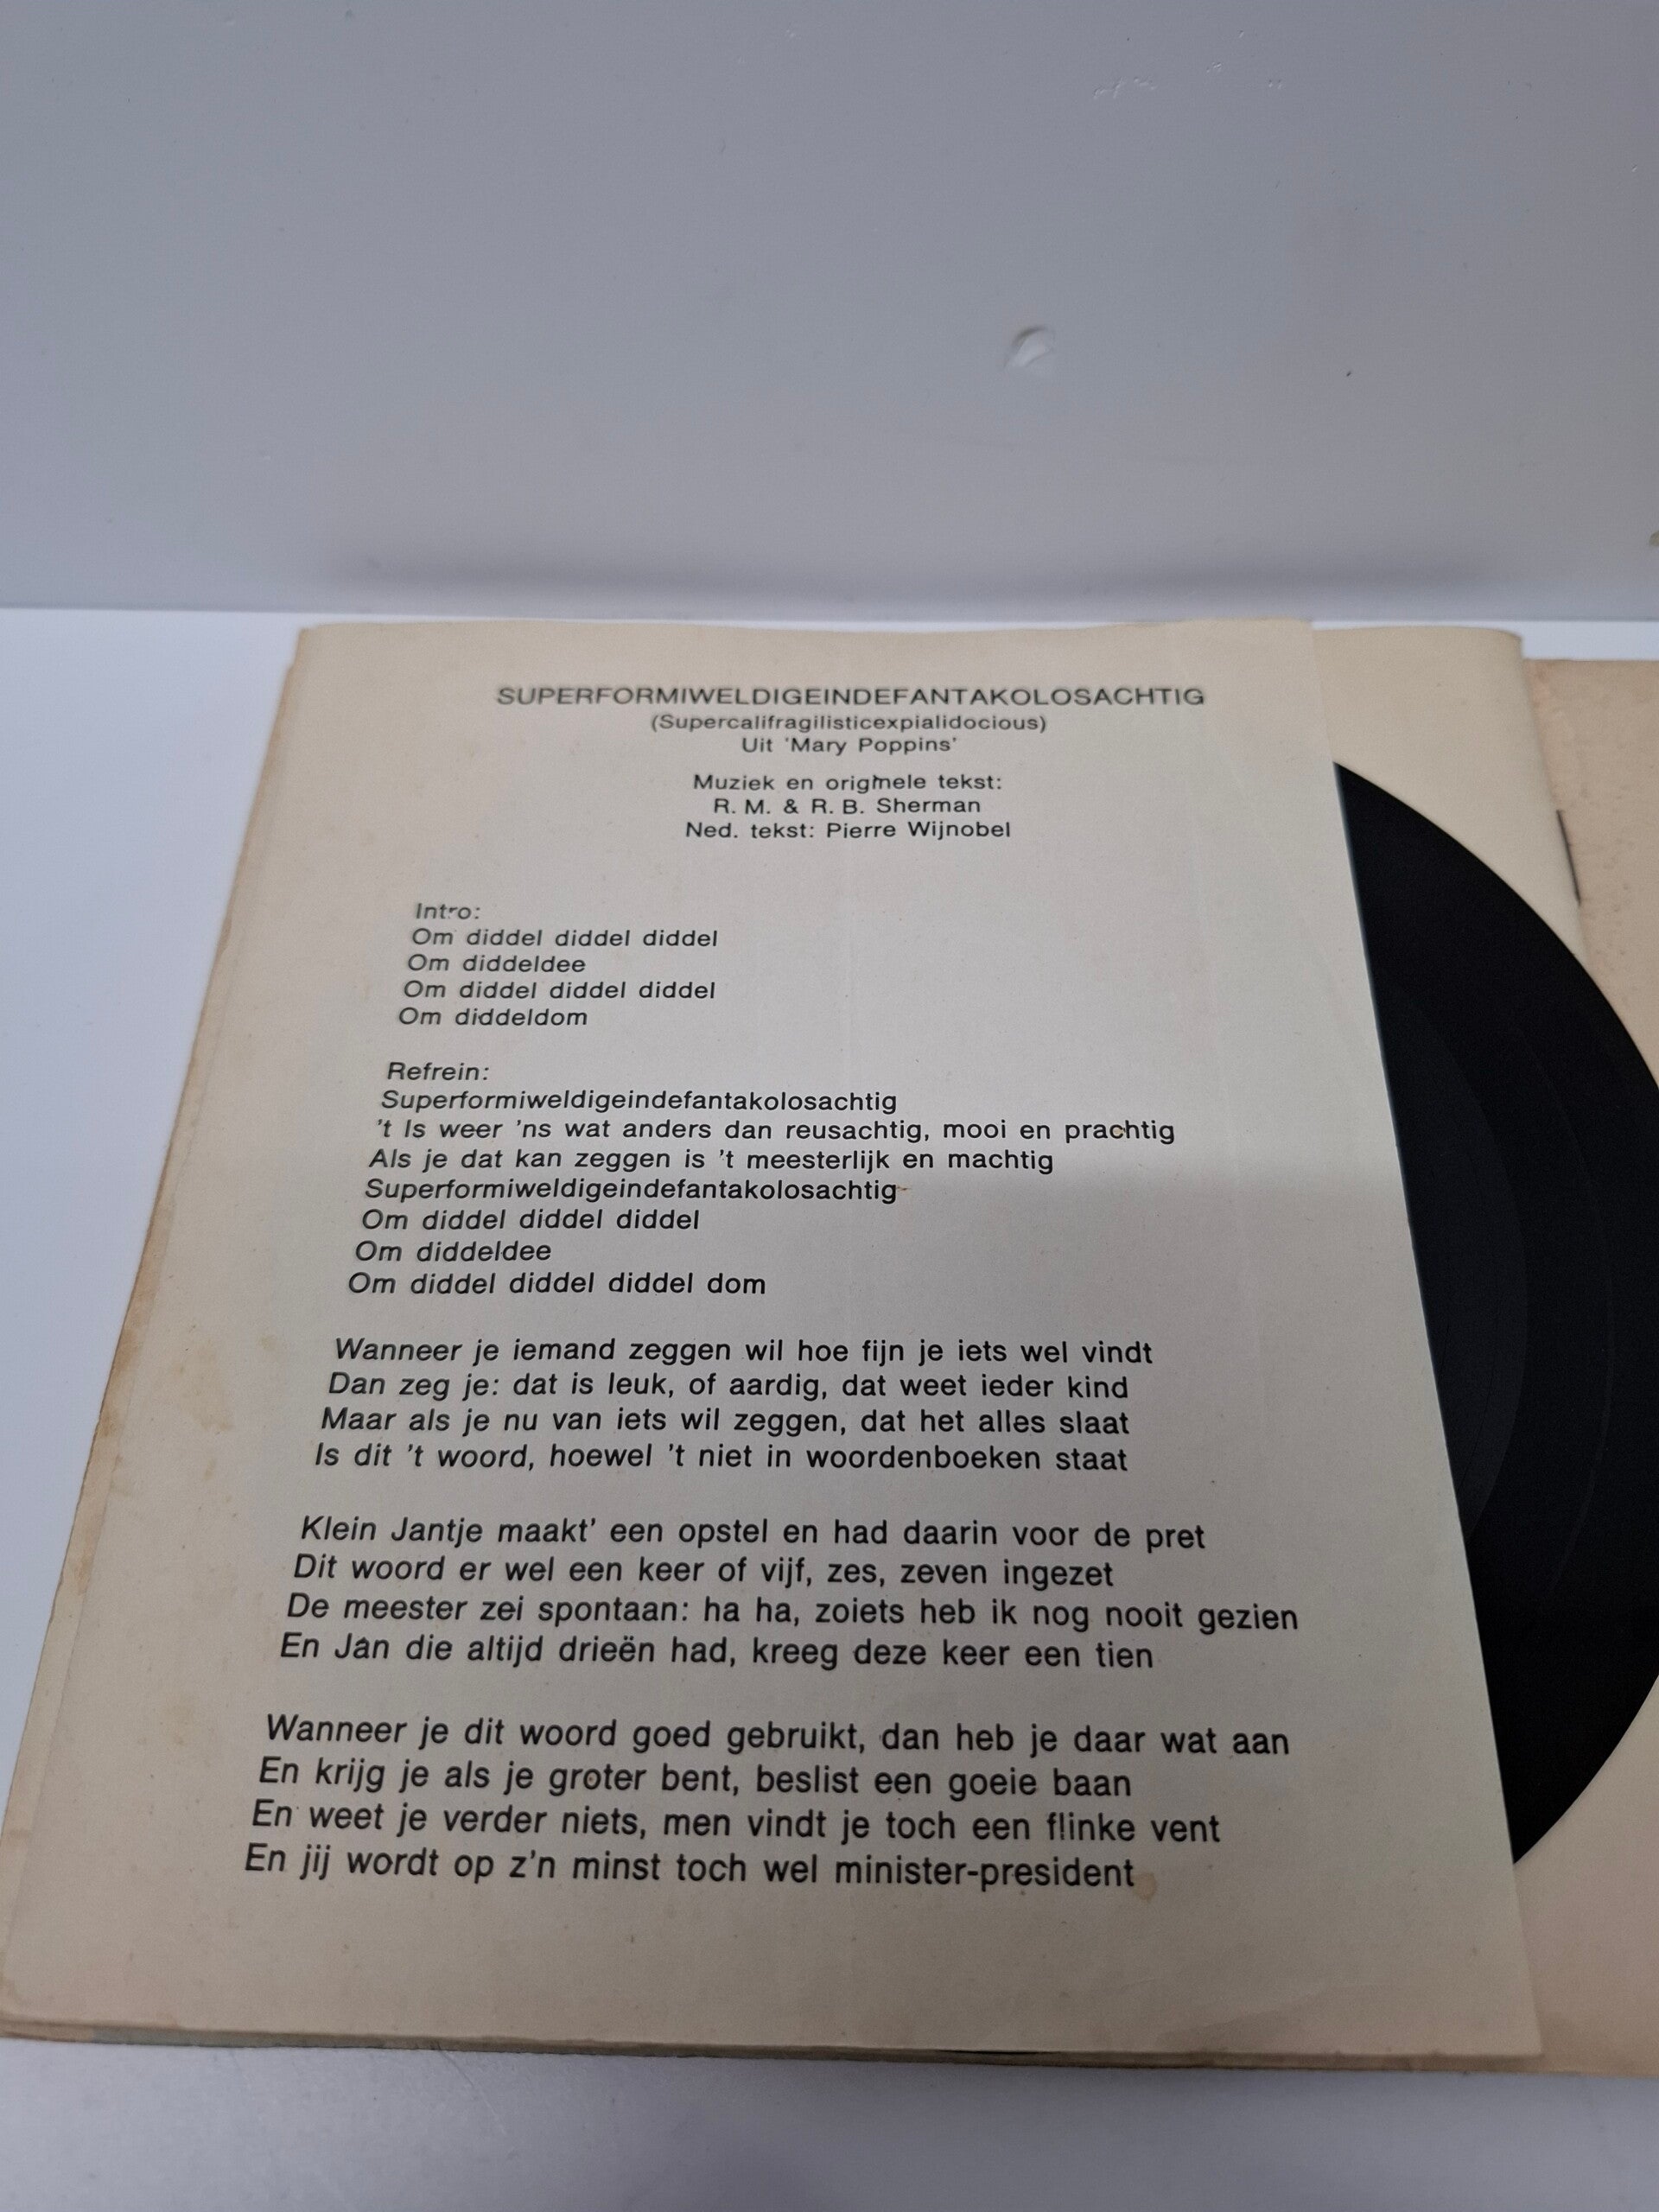 SUPERFORMIWELDIGEINDEFANTAKOLOSACHTIG
(Supercalifragilisticexpialidocious)
Uit 'Mary Poppins'
Muziek en originele tekst:
R. M. & R. B. Sherman
Ned. tekst: Pierre Wijnobel
Intro:
Om diddel diddel diddel
Om diddeldee
Om diddel diddel diddel
Om diddeldom
Refrein:
Superformiweldigeindefantakolosachtig
't Is weer 'ns wat anders dan reusachtig, mooi en prachtig
Als je dat kan zeggen is 't meesterlijk en machtig
Superformiweldigeindefantakolosachtig
Om diddel diddel diddel
Om diddeldee
Om diddel diddel diddel dom
Wanneer je iemand zeggen wil hoe fijn je iets wel vindt
Dan zeg je: dat is leuk, of aardig, dat weet ieder kind
Maar als je nu van iets wil zeggen, dat het alles slaat
Is dit 't woord, hoewel 't niet in woordenboeken staat
Klein Jantje maakt' een opstel en had daarin voor de pret
Dit woord er wel een keer of vijf, zes, zeven ingezet
De meester zei spontaan: ha ha, zoiets heb ik nog nooit gezien
En Jan die altijd drieën had, kreeg deze keer een tien
Wanneer je dit woord goed gebruikt, dan heb je daar wat aan
En krijg je als je groter bent, beslist een goeie baan
En weet je verder niets, men vindt je toch een flinke vent
En jij wordt op z'n minst toch wel minister-president